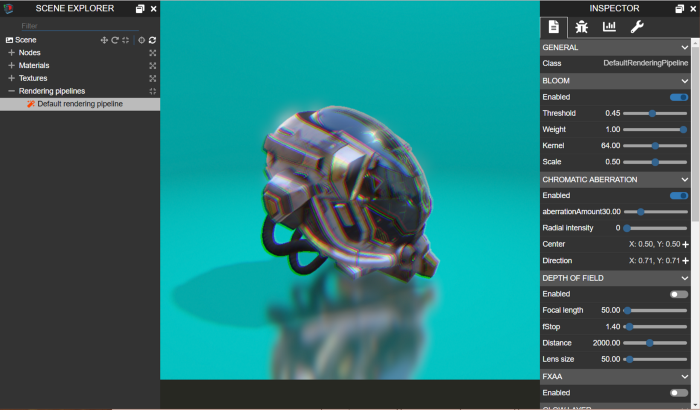 SCENE EXPLORER
Filter
Scene
Nodes
Materials
Textures
Rendering pipelines
Default rendering pipeline
INSPECTOR
GENERAL
Class DefaultRenderingPipeline
BLOOM
Enabled
Threshold 0.45
Weight 1.00
Kernel 64.00
Scale 0.50
CHROMATIC ABERRATION
Enabled
aberrationAmount30.00
Radial intensity 0
Center X: 0.50, Y: 0.50
Direction X: 0.71, Y: 0.71
DEPTH OF FIELD
Enabled
Focal length 50.00
fStop 1.40
Distance 2000.00
Lens size 50.00
FXAA
Enabled
GLOW LAYER